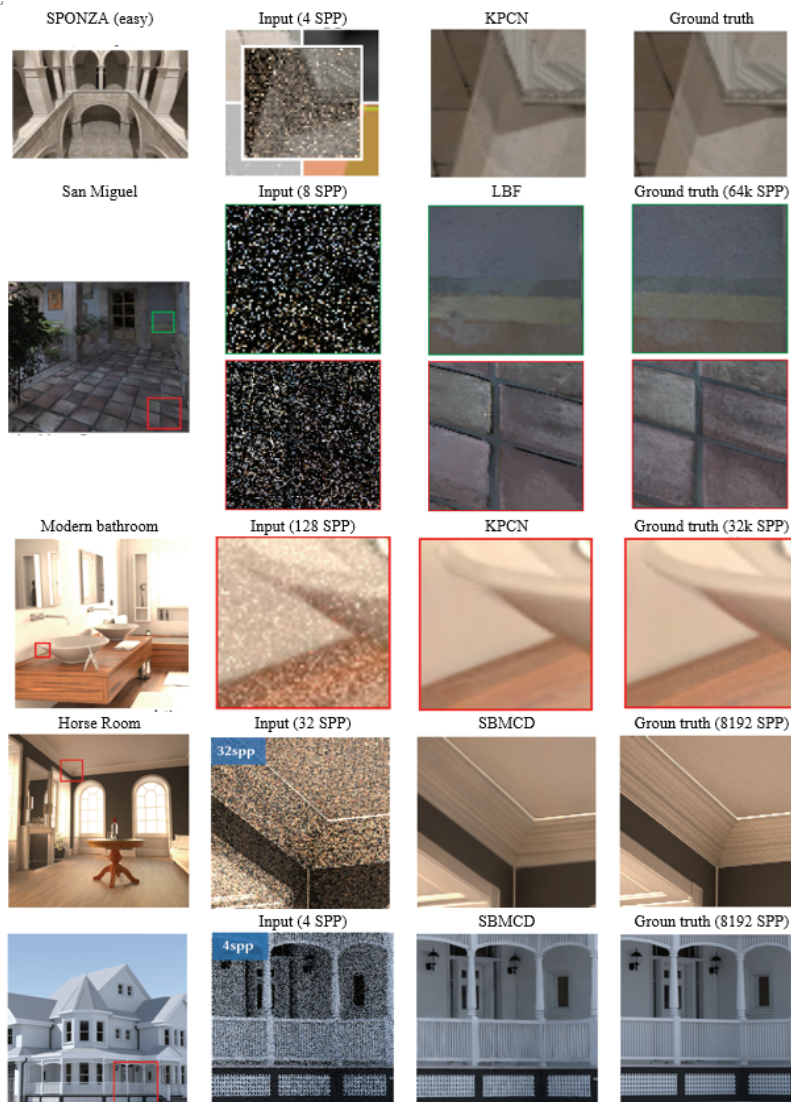 SPONZA (easy) Input (4 SPP) KPCN Ground truth
San Miguel Input (8 SPP) LBF Ground truth (64k SPP)
Modern bathroom Input (128 SPP) KPCN Ground truth (32k SPP)
Horse Room Input (32 SPP) SBMCD Groun truth (8192 SPP)
32spp
Input (4 SPP) SBMCD Groun truth (8192 SPP)
4spp